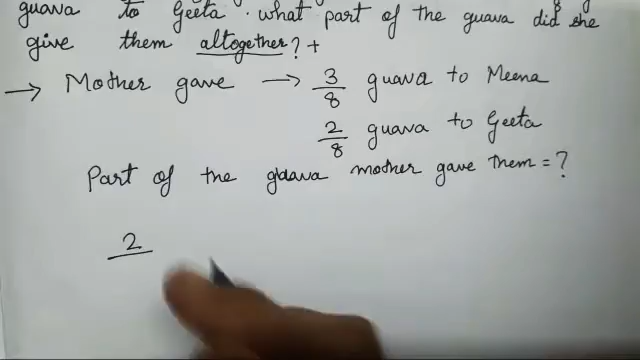 guava to Geeta. what part of the guava did she
give them altogether? +
→ Mother gave → 3/8 guava to Meena
2/8 guava to Geeta
Part of the guava mother gave them = ?
2